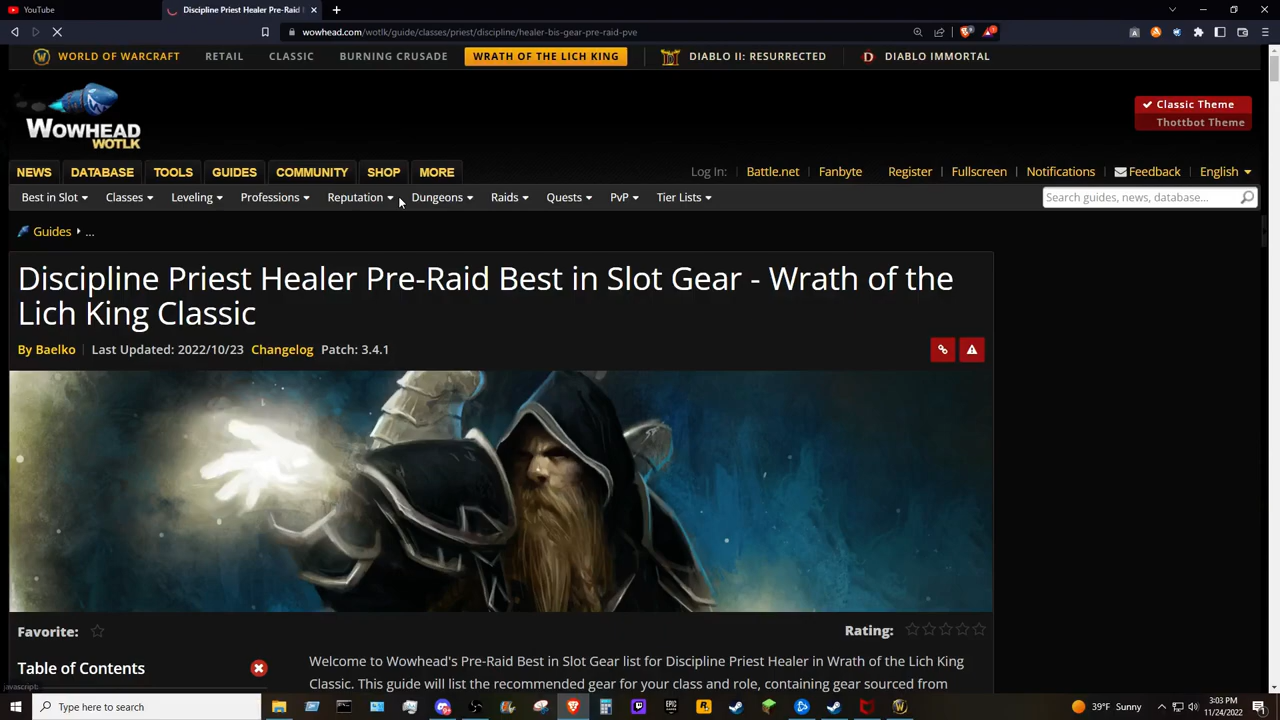 YouTube
Discipline Priest Healer Pre-Raid
wowhead.com/wotlk/guide/classes/priest/discipline/healer-bis-gear-pre-raid-pve
WORLD OF WARCRAFT RETAIL CLASSIC BURNING CRUSADE WRATH OF THE LICH KING DIABLO II: RESURRECTED DIABLO IMMORTAL
WOWHEAD
WOTLK
Classic Theme
Thottbot Theme
NEWS DATABASE TOOLS GUIDES COMMUNITY SHOP MORE
Log In: Battle.net Fanbyte Register Fullscreen Notifications Feedback English
Best in Slot Classes Leveling Professions Reputation Dungeons Raids Quests PvP Tier Lists
Search guides, news, database...
Guides ...
Discipline Priest Healer Pre-Raid Best in Slot Gear - Wrath of the
Lich King Classic
By Baelko Last Updated: 2022/10/23 Changelog Patch: 3.4.1
Favorite:
Rating:
Table of Contents
Welcome to Wowhead's Pre-Raid Best in Slot Gear list for Discipline Priest Healer in Wrath of the Lich King
Classic. This guide will list the recommended gear for your class and role, containing gear sourced from
javascript:
Type here to search
39°F Sunny
3:03 PM
11/24/2022